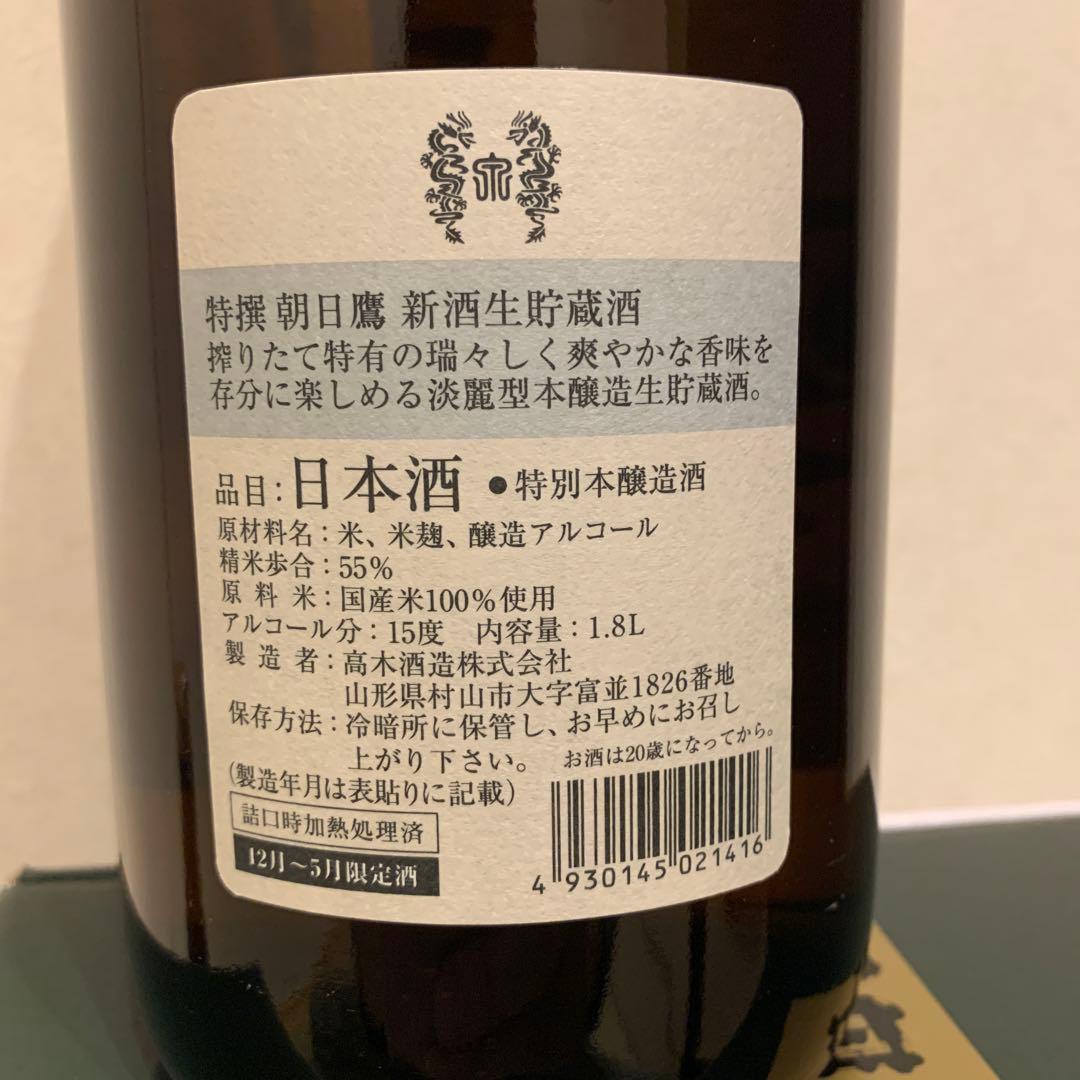 特撰 朝日鷹 新酒生貯蔵酒
搾りたて特有の瑞々しく爽やかな香味を
存分に楽しめる淡麗型本醸造生貯蔵酒。
品目:日本酒 ●特別本醸造酒
原材料名:米、米麹、醸造アルコール
精米歩合:55%
原料米:国産米100%使用
アルコール分:15度 内容量:1.8L
製造者:高木酒造株式会社
山形県村山市大字富並1826番地
保存方法:冷暗所に保管し、お早めにお召し
上がり下さい。
お酒は20歳になってから。
(製造年月は表貼りに記載)
詰口時加熱処理済
12月~5月限定酒
4 930145 021416